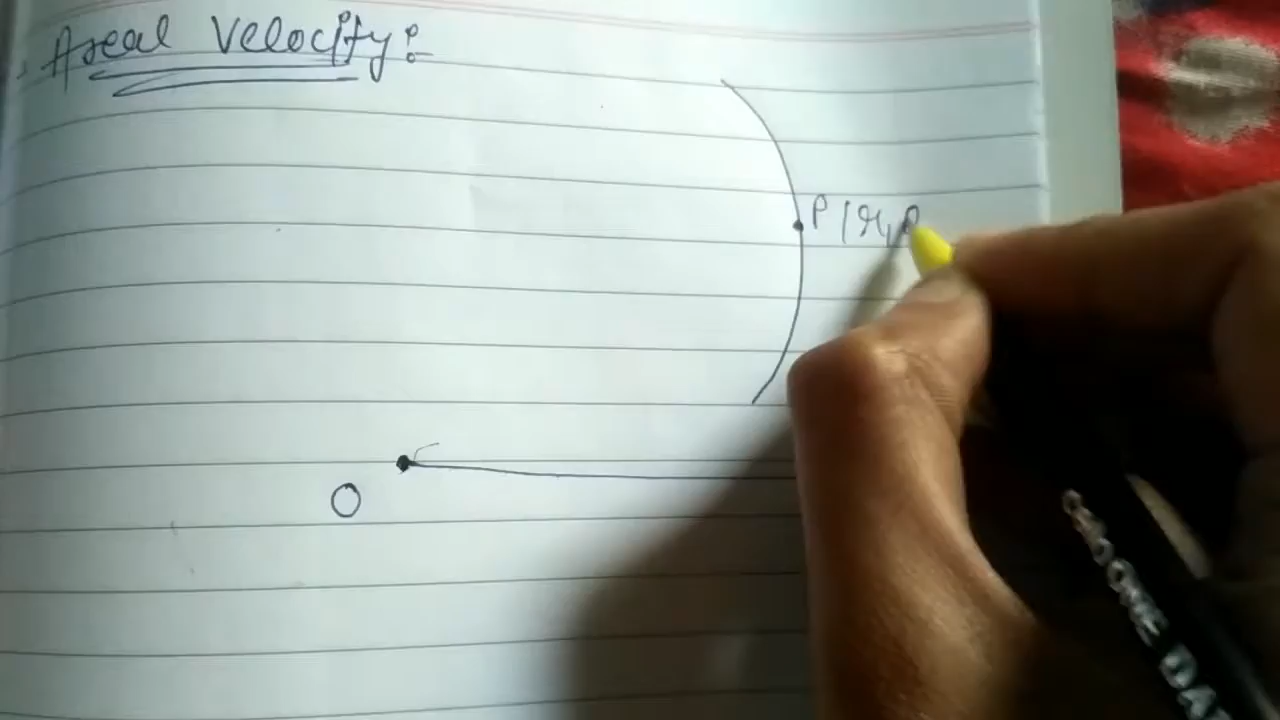 Areal Velocity:
P (r, θ
O